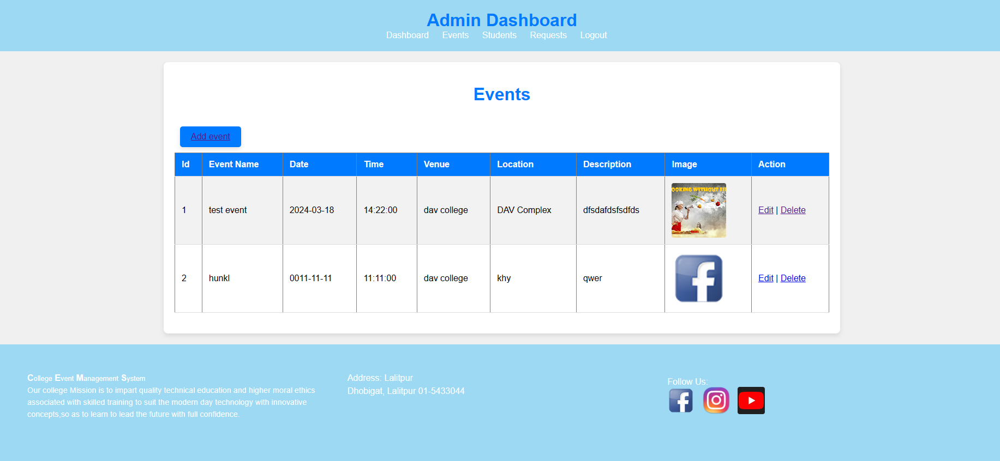 Admin Dashboard
Dashboard Events Students Requests Logout
Events
Add event
Id Event Name Date Time Venue Location Description Image Action
1 test event 2024-03-18 14:22:00 dav college DAV Complex dfsdafdsfsdfds Edit | Delete
OOKING WITHOUT FI
2 hunkl 0011-11-11 11:11:00 dav college khy qwer Edit | Delete
College Event Management System
Our college Mission is to impart quality technical education and higher moral ethics
associated with skilled training to suit the modern day technology with innovative
concepts,so as to learn to lead the future with full confidence.
Address: Lalitpur
Dhobigat, Lalitpur 01-5433044
Follow Us: